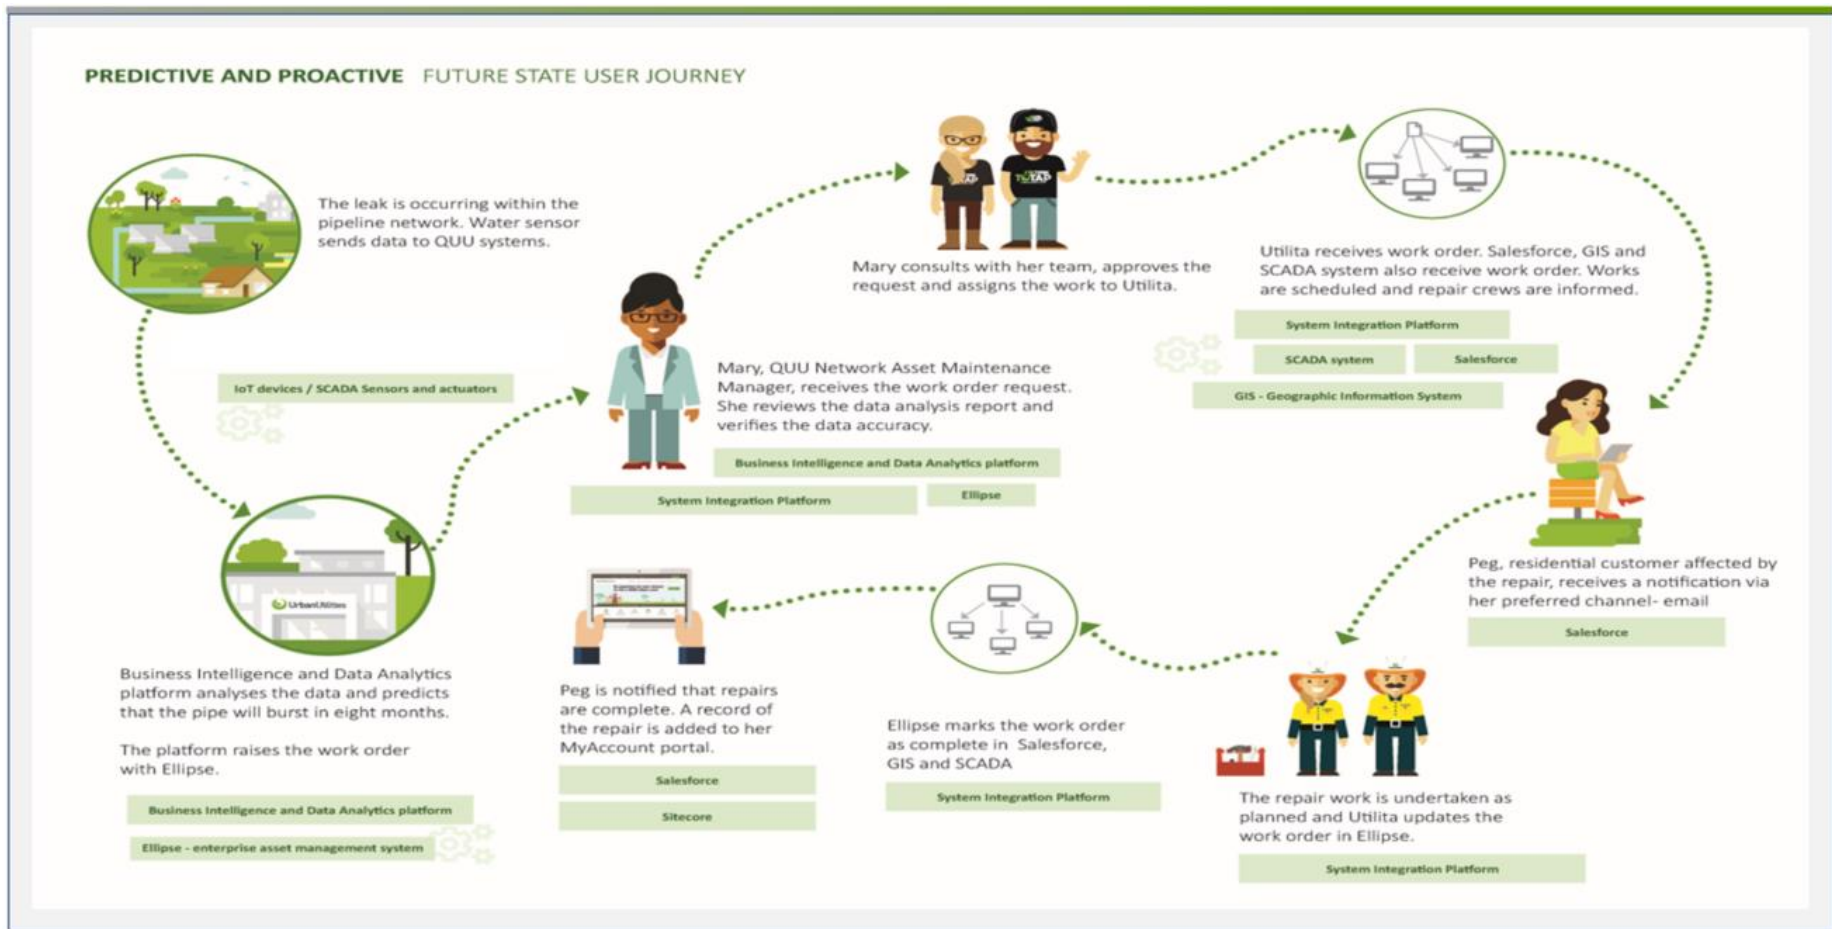 PREDICTIVE AND PROACTIVE FUTURE STATE USER JOURNEY
The leak is occurring within the
pipeline network. Water sensor
sends data to QUU systems.
IoT devices / SCADA Sensors and actuators
UrbanUtilities
Business Intelligence and Data Analytics
platform analyses the data and predicts
that the pipe will burst in eight months.
The platform raises the work order
with Ellipse.
Business Intelligence and Data Analytics platform
Ellipse - enterprise asset management system
Mary, QUU Network Asset Maintenance
Manager, receives the work order request.
She reviews the data analysis report and
verifies the data accuracy.
Business Intelligence and Data Analytics platform
System Integration Platform
Ellipse
TAP
Mary consults with her team, approves the
request and assigns the work to Utilita.
Utilita receives work order. Salesforce, GIS and
SCADA system also receive work order. Works
are scheduled and repair crews are informed.
System Integration Platform
SCADA system
Salesforce
GIS - Geographic Information System
Peg, residential customer affected by
the repair, receives a notification via
her preferred channel- email
Salesforce
The repair work is undertaken as
planned and Utilita updates the
work order in Ellipse.
System Integration Platform
Ellipse marks the work order
as complete in Salesforce,
GIS and SCADA
System Integration Platform
Peg is notified that repairs
are complete. A record of
the repair is added to her
MyAccount portal.
Salesforce
Sitecore